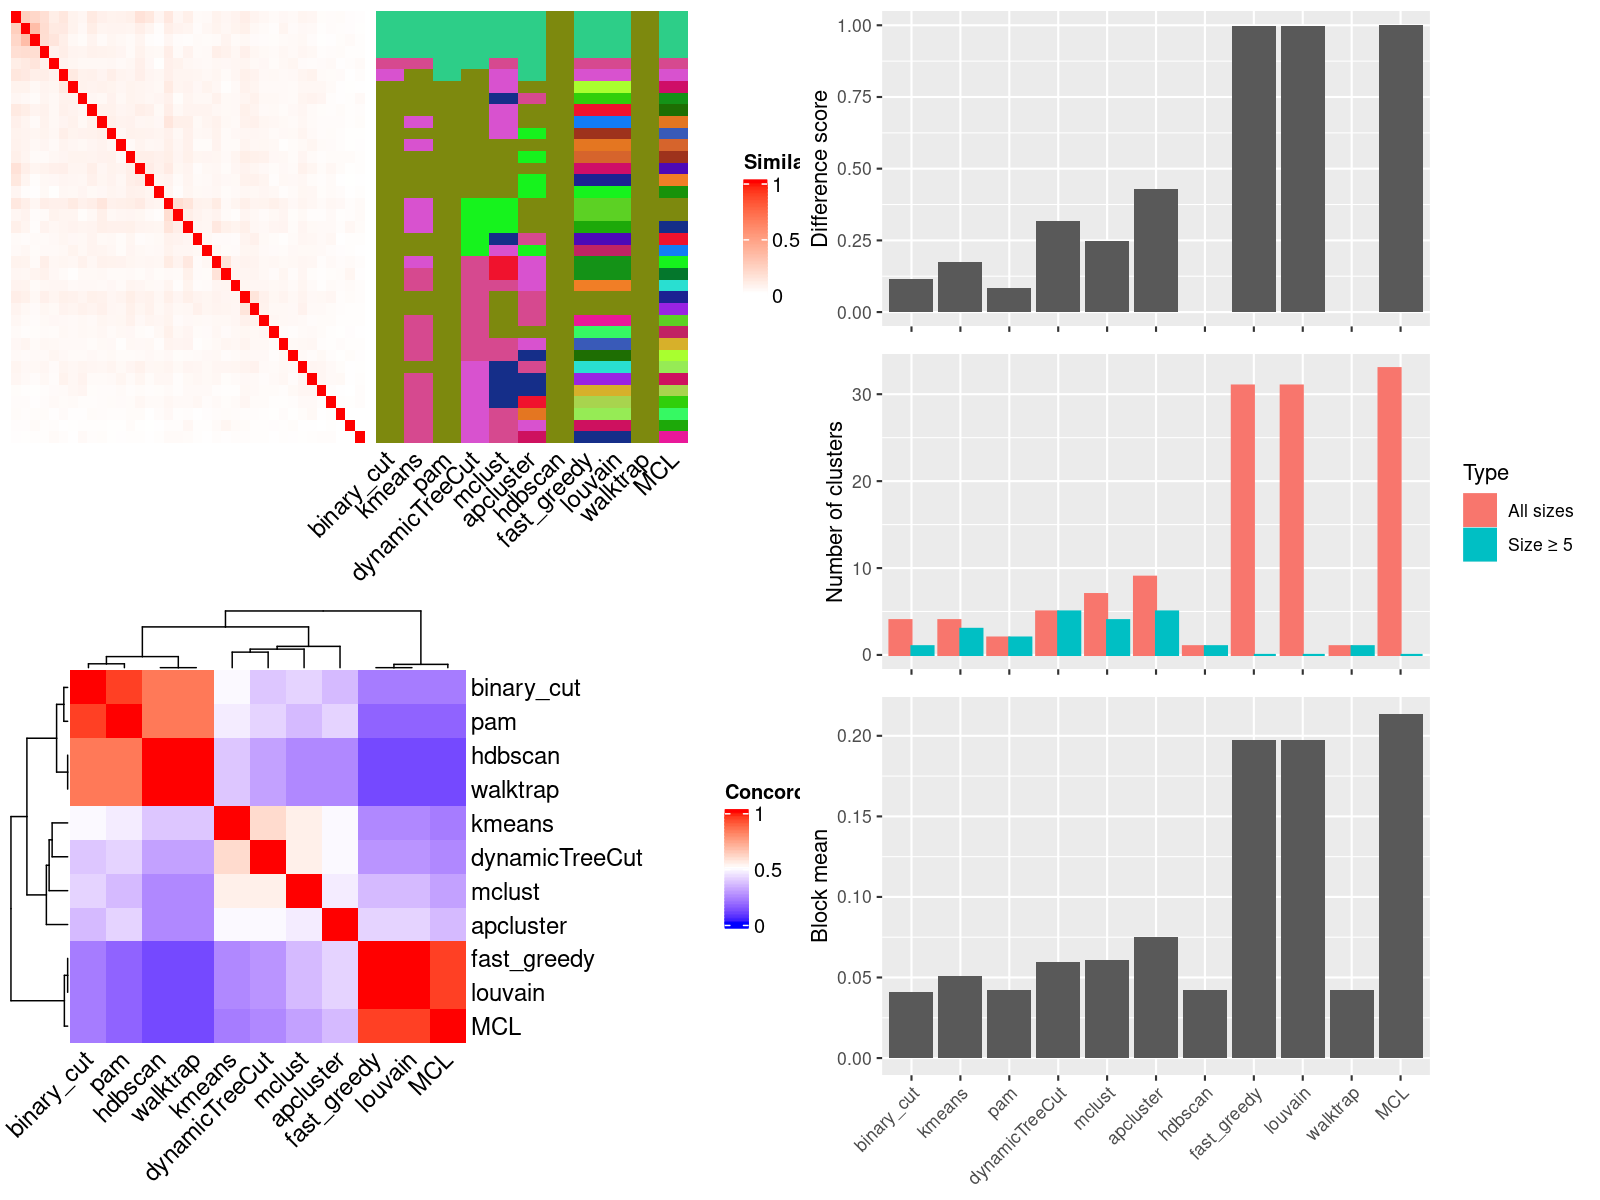 Simila
1
0.5
0
binary_cut
kmeans
pam
dynamicTreeCut
mclust
apcluster
hdbscan
fast_greedy
louvain
walktrap
MCL
binary_cut
pam
hdbscan
walktrap
kmeans
dynamicTreeCut
mclust
apcluster
fast_greedy
louvain
MCL
binary_cut
pam
hdbscan
walktrap
kmeans
dynamicTreeCut
mclust
apcluster
fast_greedy
louvain
MCL
Concord
1
0.5
0
Difference score
1.00
0.75
0.50
0.25
0.00
Number of clusters
30
20
10
0
Type
All sizes
Size ≥ 5
Block mean
0.20
0.15
0.10
0.05
0.00
binary_cut
kmeans
pam
dynamicTreeCut
mclust
apcluster
hdbscan
fast_greedy
louvain
walktrap
MCL